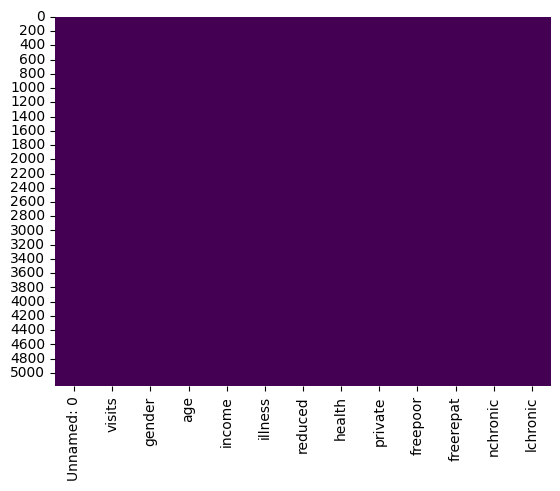 0
200
400
600
800
1000
1200
1400
1600
1800
2000
2200
2400
2600
2800
3000
3200
3400
3600
3800
4000
4200
4400
4600
4800
5000
Unnamed: 0
visits
gender
age
income
illness
reduced
health
private
freepoor
freerepat
nchronic
lchronic